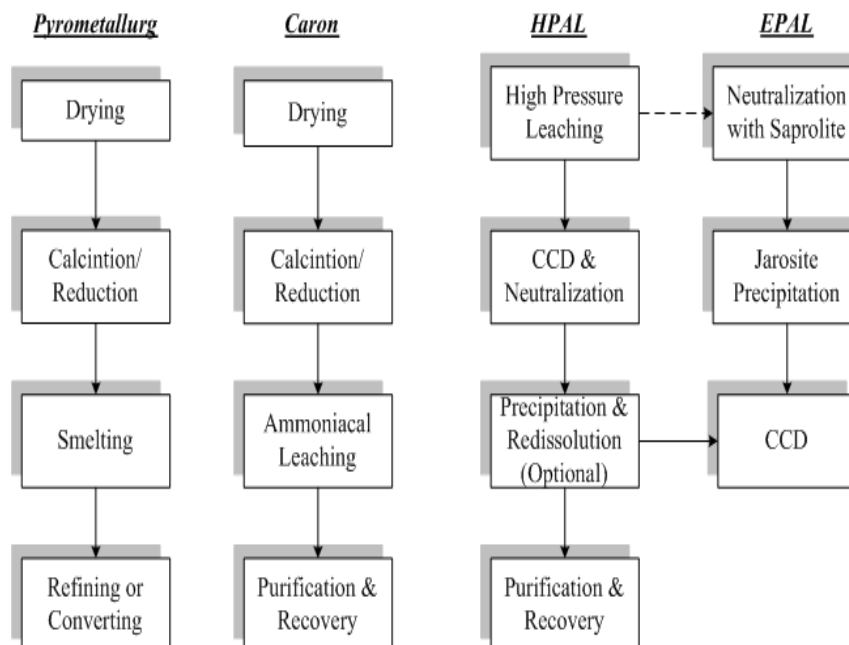 Pyrometallurg
Drying
Calcintion/
Reduction
Smelting
Refining or
Converting
Caron
Drying
Calcintion/
Reduction
Ammoniacal
Leaching
Purification &
Recovery
HPAL
High Pressure
Leaching
CCD &
Neutralization
Precipitation &
Redissolution
(Optional)
Purification &
Recovery
EPAL
Neutralization
with Saprolite
Jarosite
Precipitation
CCD